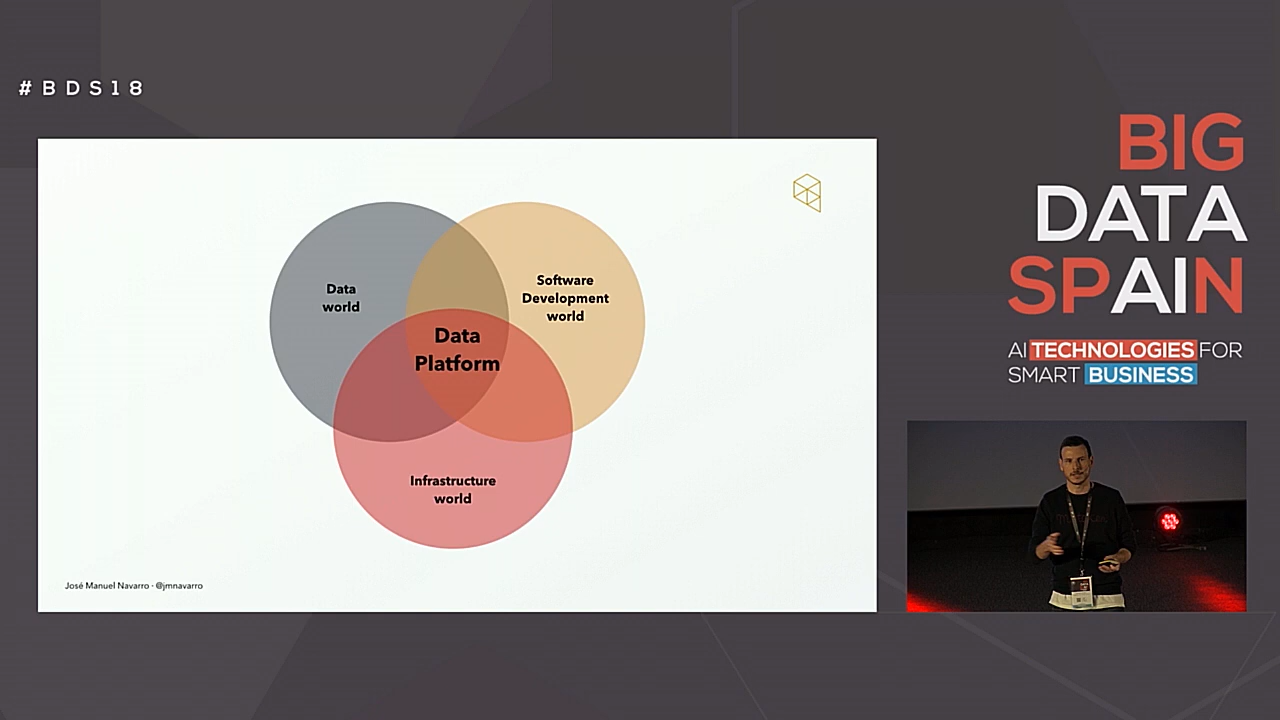 #BDS18
Data
world
Software
Development
world
Data
Platform
Infrastructure
world
José Manuel Navarro · @jmnavarro
BIG
DATA
SPAIN
AI TECHNOLOGIES FOR
SMART BUSINESS